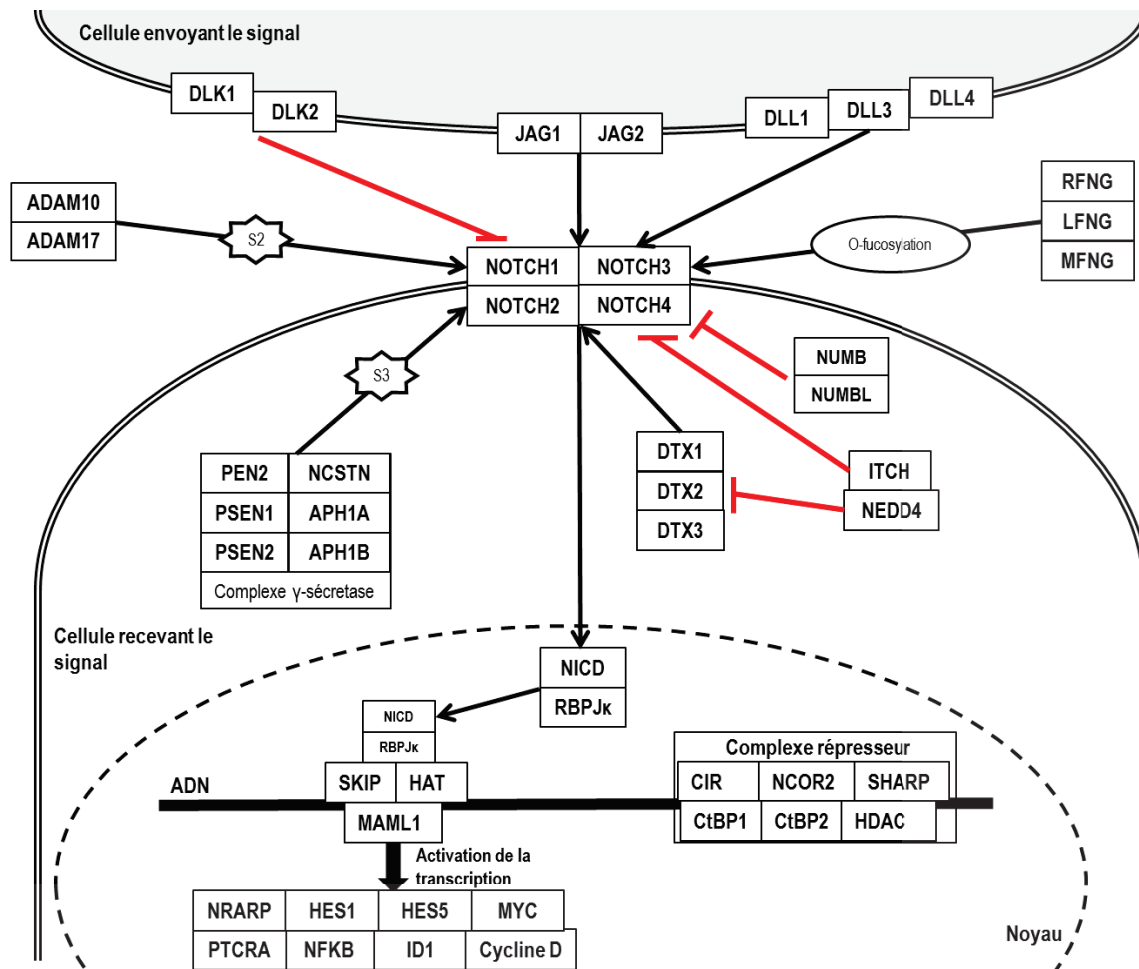 Cellule envoyant le signal
DLK1
DLK2
JAG1 JAG2
DLL1
DLL3
DLL4
ADAM10
ADAM17
S2
RFNG
LFNG
MFNG
O-fucosylation
NOTCH1 NOTCH3
NOTCH2 NOTCH4
S3
NUMB
NUMBL
PEN2 NCSTN
PSEN1 APH1A
PSEN2 APH1B
Complexe γ-sécretase
DTX1
DTX2
DTX3
ITCH
NEDD4
Cellule recevant le
signal
NICD
RBPJκ
NICD
RBPJκ
SKIP HAT
MAML1
ADN
Complexe répresseur
CIR NCOR2 SHARP
CtBP1 CtBP2 HDAC
Activation de la
transcription
NRARP HES1 HES5 MYC
PTCRA NFKB ID1 Cycline D
Noyau